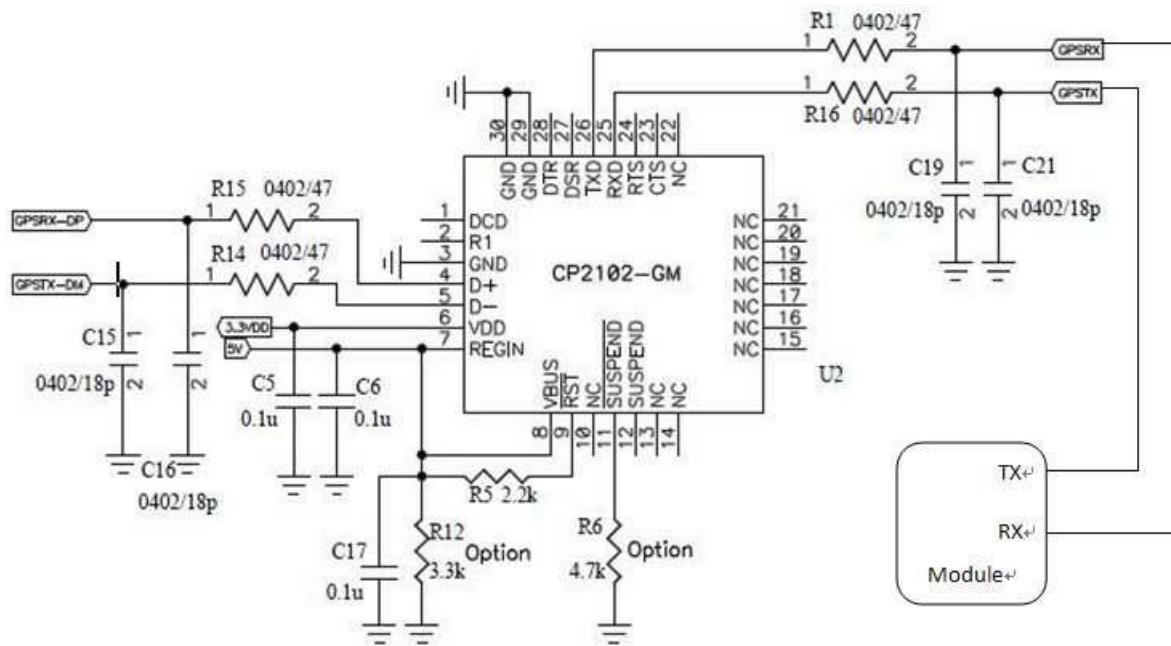 R1 0402/47
1 2
GPSRX
1 2
GPSTX
R16 0402/47
30 29 28 27 26 25 24 23 22
GND GND DTR DSR TXD RXD RTS CTS NC
C19 1 2
0402/18p
1 C21 2
0402/18p
R15 0402/47
GPSRX-DP
1 2
R14 0402/47
GPSTX-DM
1 2
1 DCD
2 R1
3 GND
4 D+
5 D-
6 VDD
7 REGIN
CP2102-GM
NC 21
NC 20
NC 19
NC 18
NC 17
NC 16
NC 15
U2
3.3VDD
5V
C15 1 2
0402/18p
1 2
C16
0402/18p
C5
0.1u
C6
0.1u
VBUS RST NC SUSPEND SUSPEND NC NC
8 9 10 11 12 13 14
R5 2.2k
C17
0.1u
R12
Option
3.3k
R6
Option
4.7k
TX↵
RX↵
Module↵